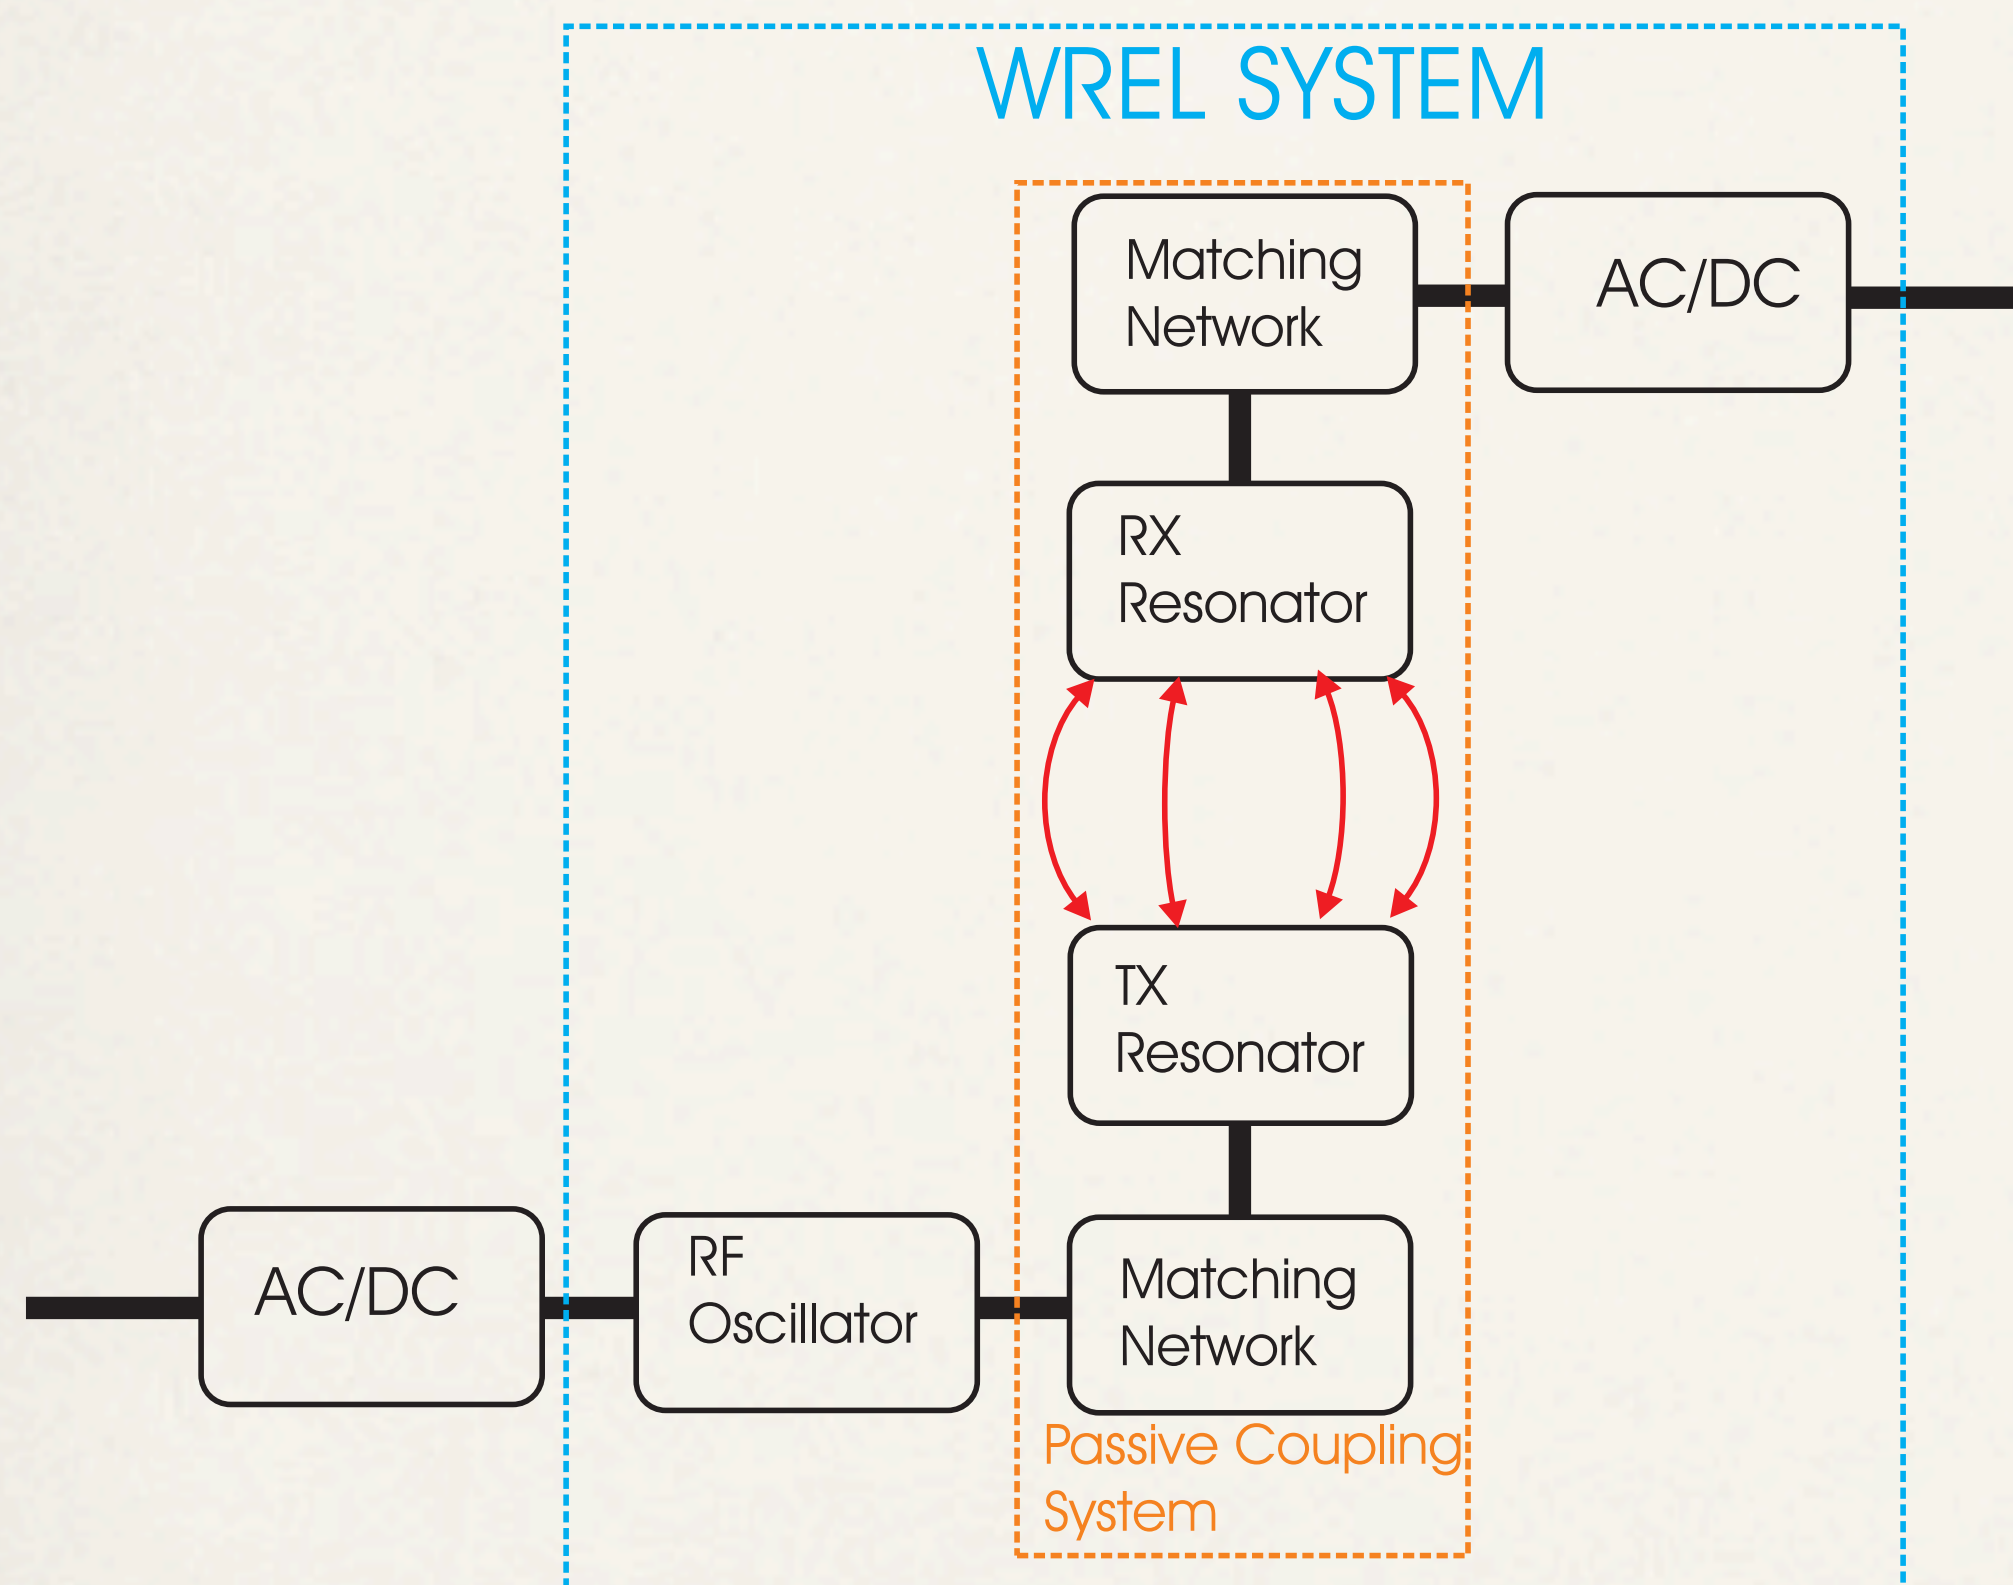 WREL SYSTEM
Matching
Network
AC/DC
RX
Resonator
TX
Resonator
AC/DC
RF
Oscillator
Matching
Network
Passive Coupling
System